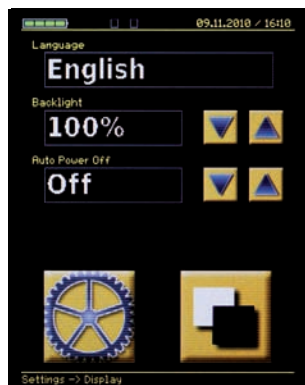 09.11.2010 / 16:10
Language
English
Backlight
100%
Auto Power Off
Off
Settings -> Display